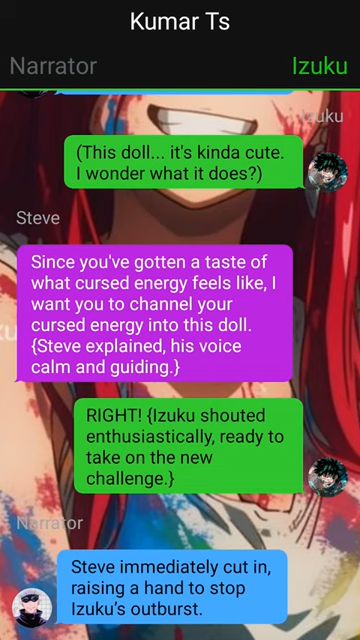 Kumar Ts
Narrator
Izuku
Izuku
(This doll... it's kinda cute.
I wonder what it does?)
Steve
Since you've gotten a taste of
what cursed energy feels like, I
want you to channel your
cursed energy into this doll.
{Steve explained, his voice
calm and guiding.}
RIGHT! {Izuku shouted
enthusiastically, ready to
take on the new
challenge.}
Narrator
Steve immediately cut in,
raising a hand to stop
Izuku’s outburst.